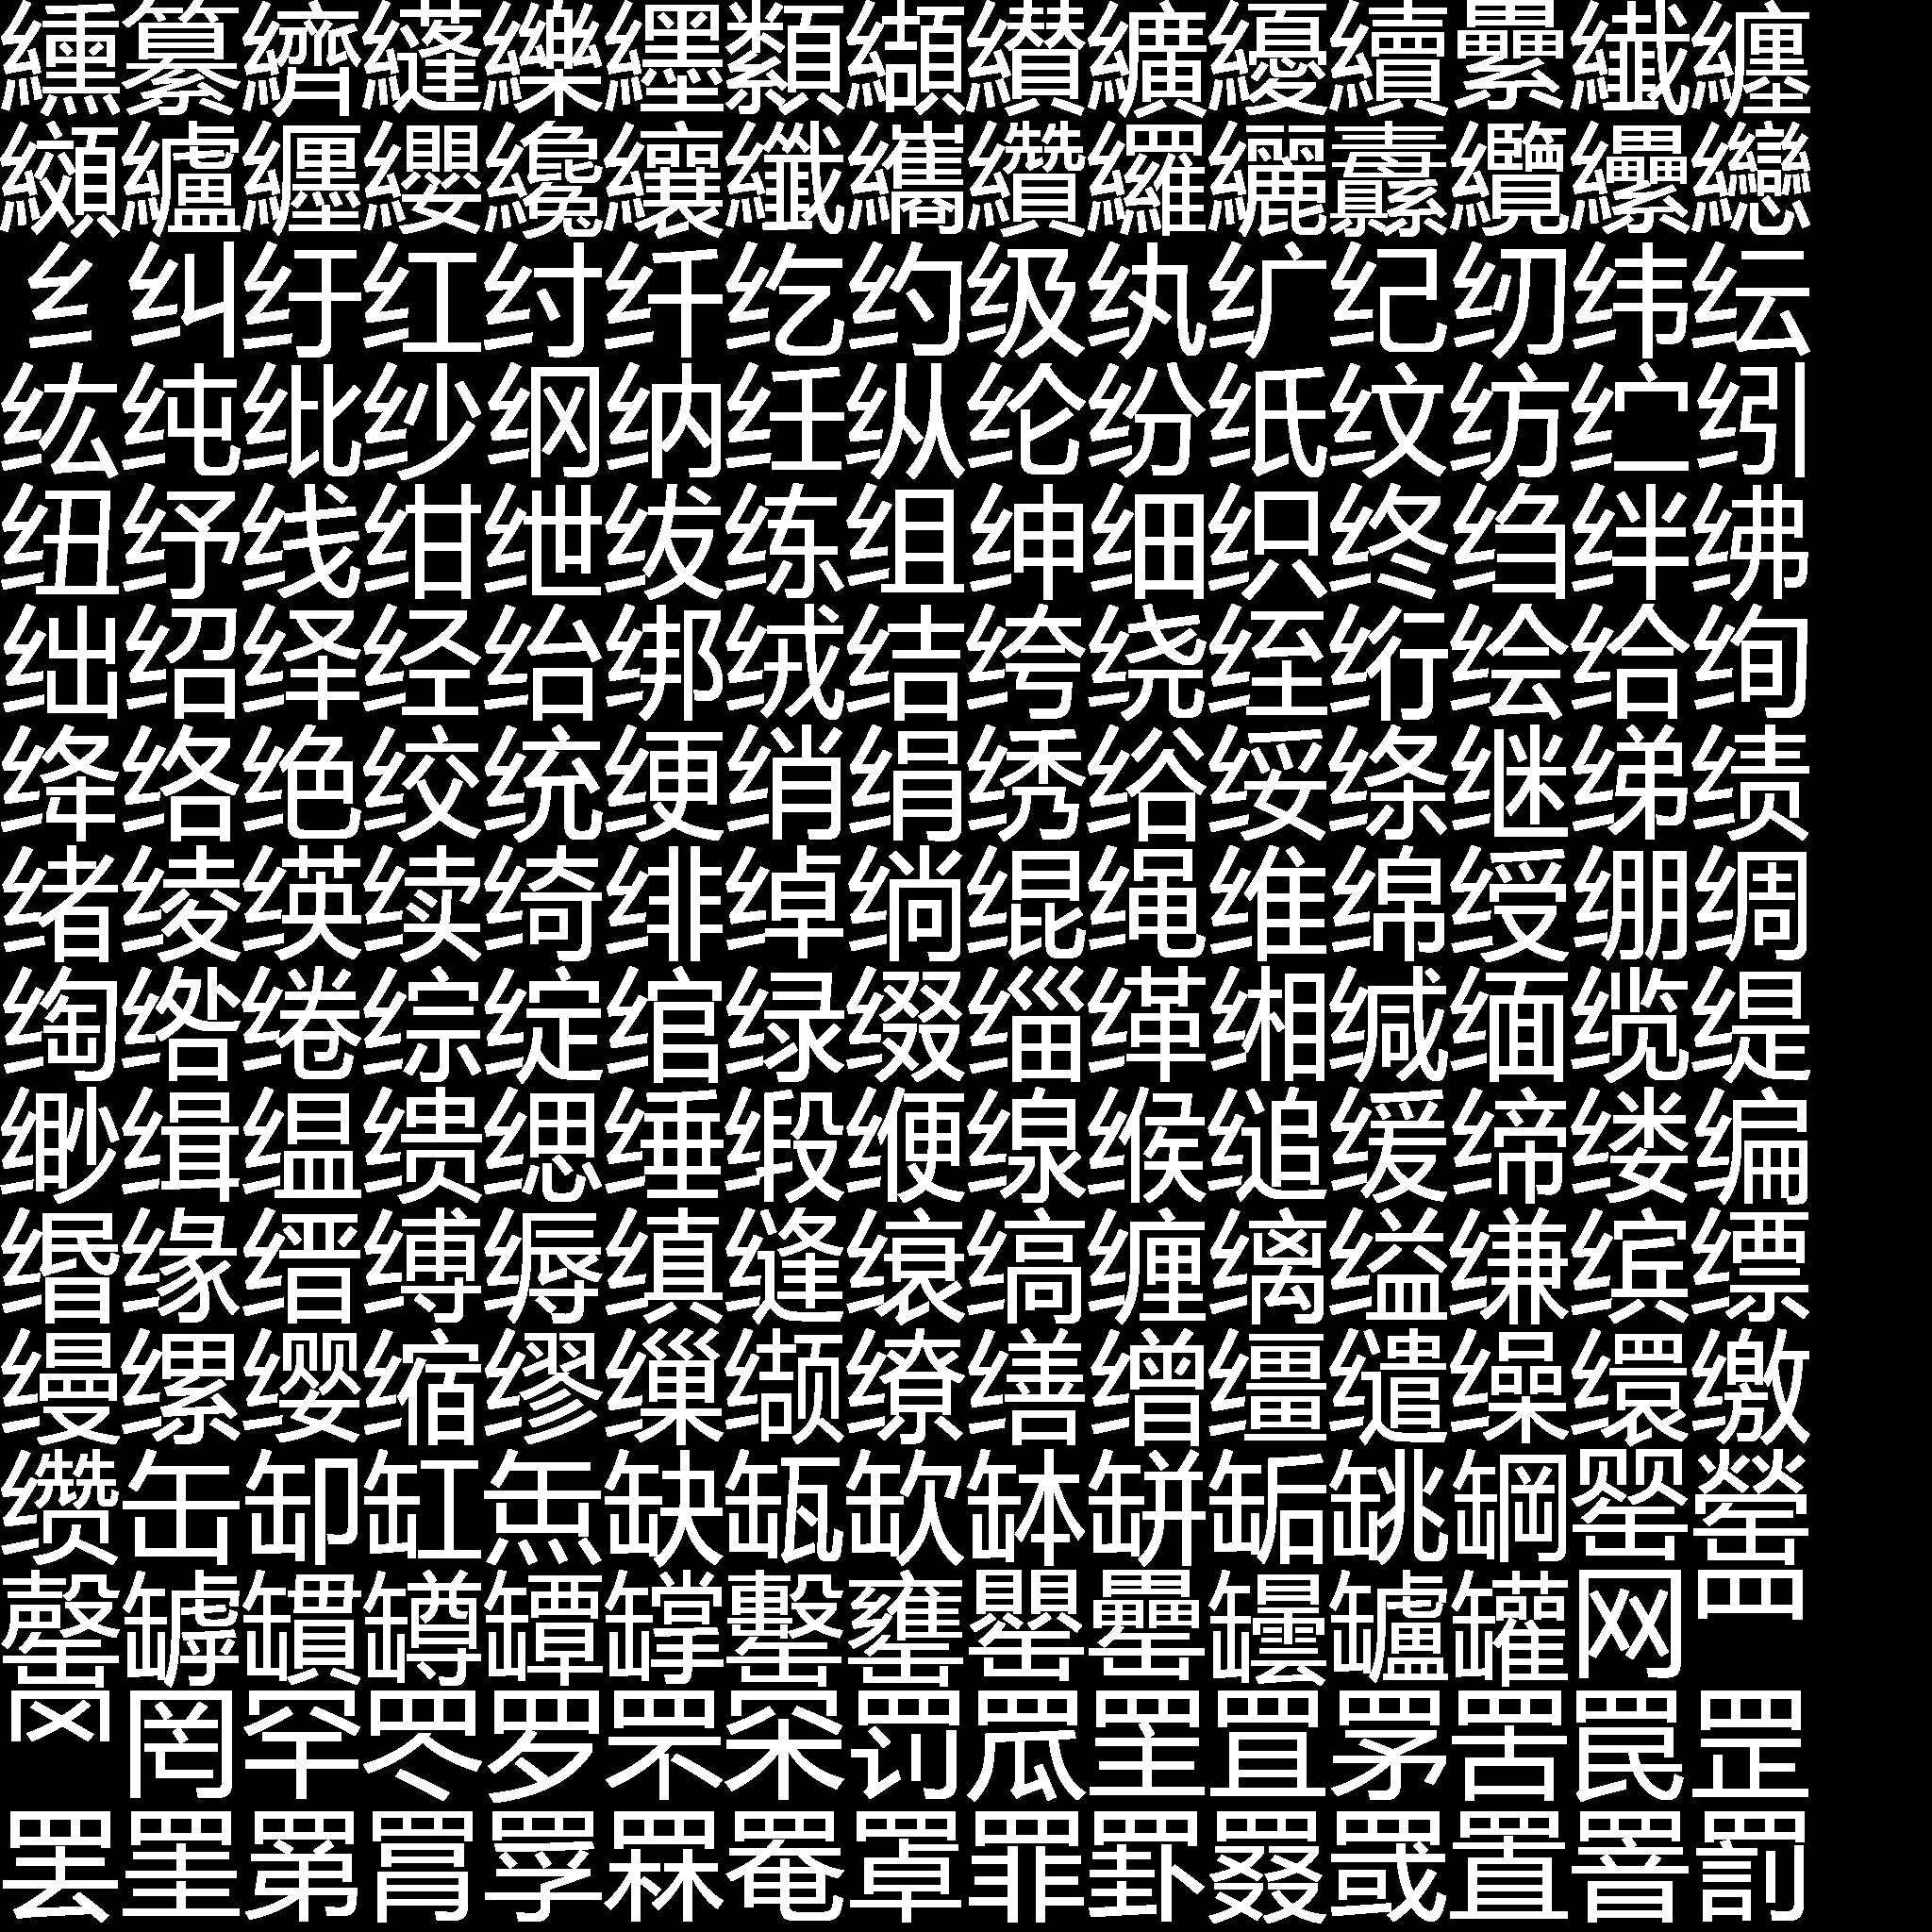 纁纂纃纄纅纆纇纈纉纊纋續纍纎纏
纐纑纒纓纔纕纖纗纘纙纚纛纜纝纞
纟纠纡红纣纤纥约级纨纩纪纫纬纭
纮纯纰纱纲纳纴纵纶纷纸纹纺纻纼
纽纾线绀绁绂练组绅细织终绉绊绋
绌绍绎经绐绑绒结绔绕绖绗绘给绚
绛络绝绞统绠绡绢绣绤绥绦继绨绩
绪绫绬续绮绯绰绱绲绳维绵绶绷绸
绹绺绻综绽绾绿缀缁缂缃缄缅缆缇
缈缉缊缋缌缍缎缏缐缑缒缓缔缕编
缗缘缙缚缛缜缝缞缟缠缡缢缣缤缥
缦缧缨缩缪缫缬缭缮缯缰缱缲缳缴
缵缶缷缸缹缺缻缼缽缾缿罀罁罂罃
罄罅罆罇罈罉罊罋罌罍罎罏罐网罒
罓罔罕罖罗罘罙罚罛罜罝罞罟罠罡
罢罣罤罥罦罧罨罩罪罫罬罭置罯罰